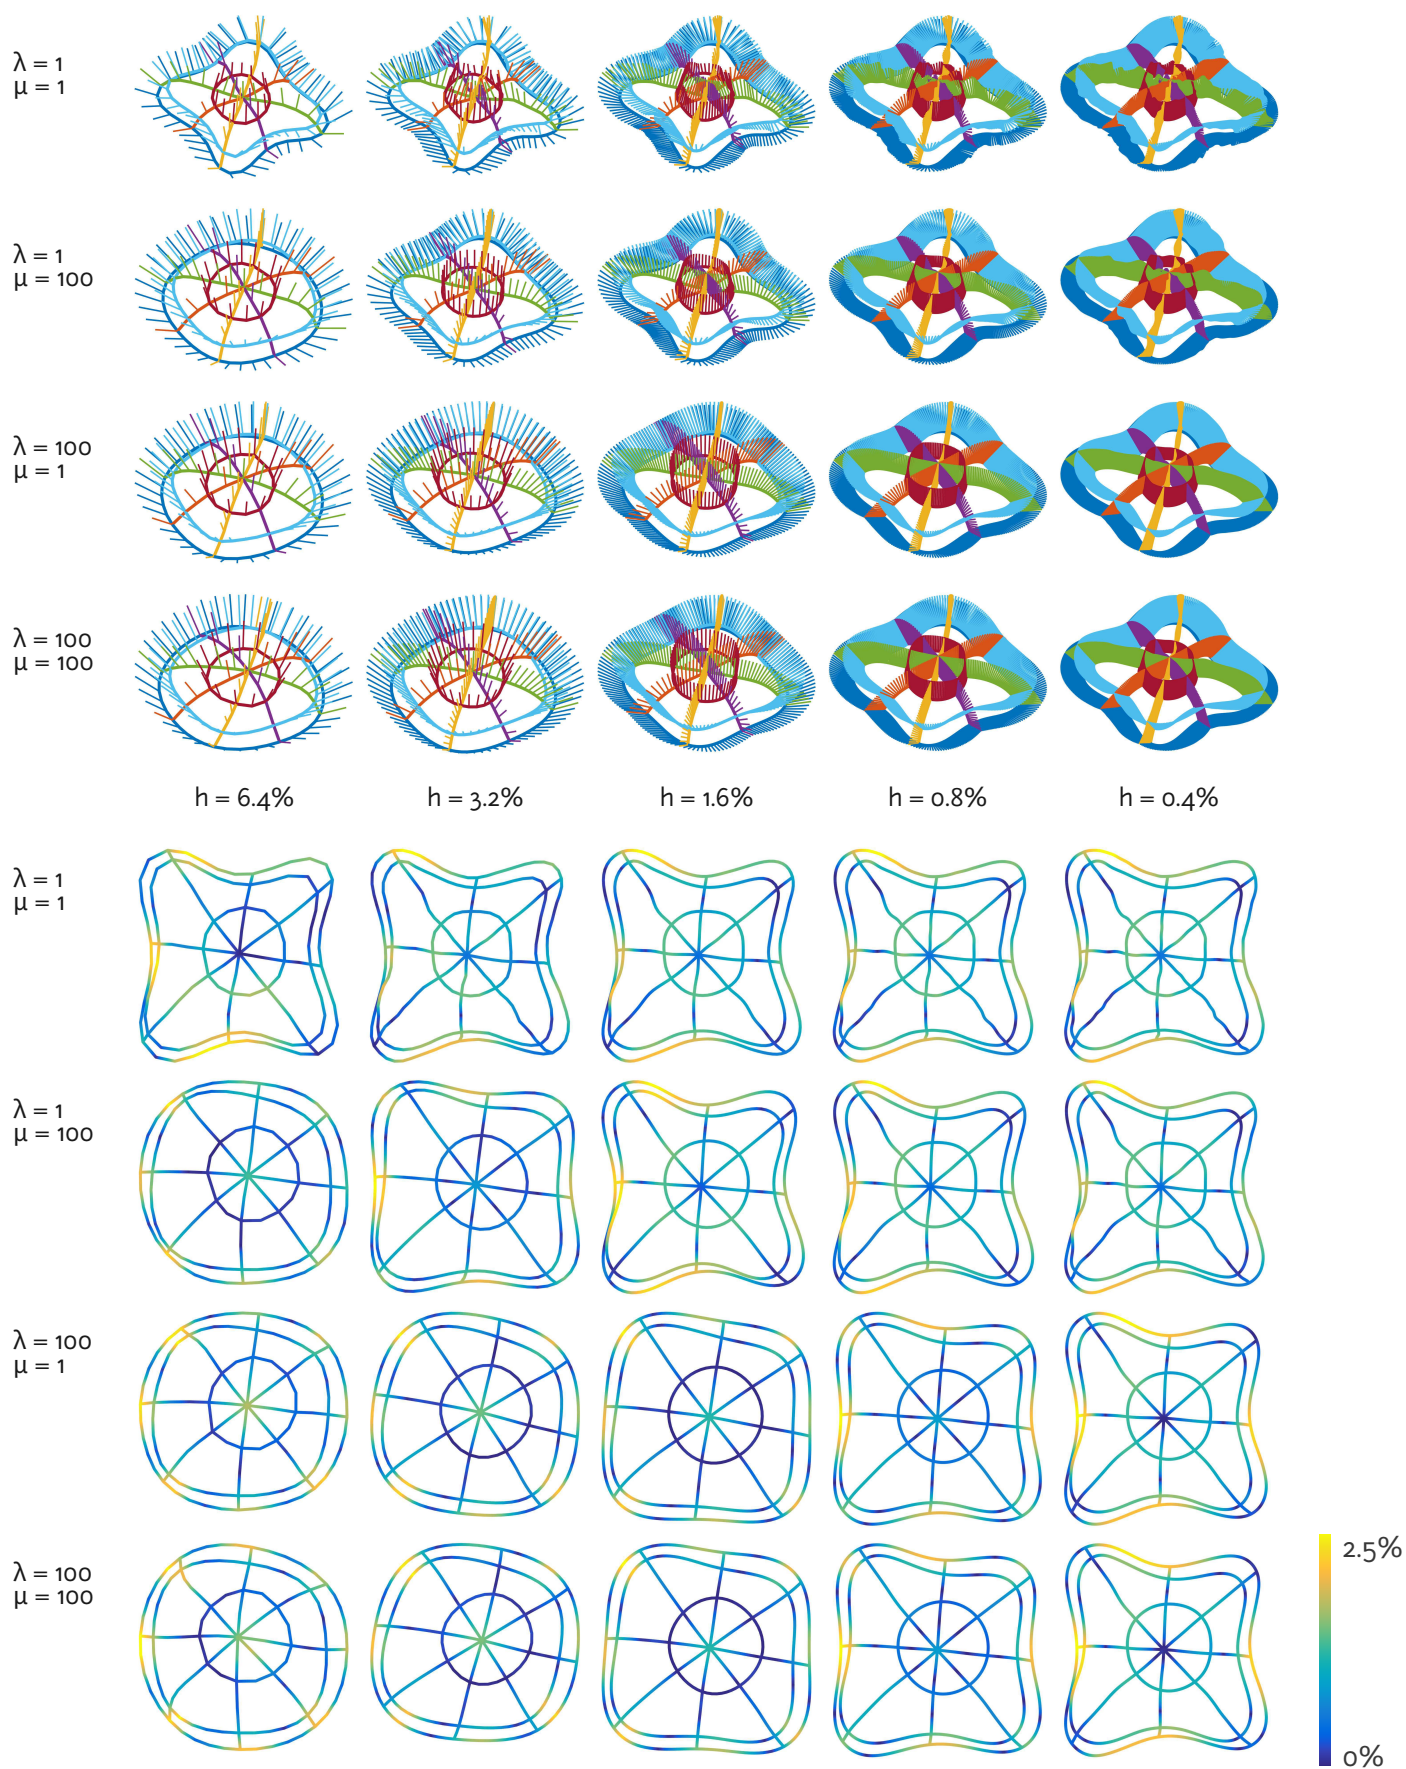 λ = 1
μ = 1
λ = 1
μ = 100
λ = 100
μ = 1
λ = 100
μ = 100
h = 6.4%
h = 3.2%
h = 1.6%
h = 0.8%
h = 0.4%
λ = 1
μ = 1
λ = 1
μ = 100
λ = 100
μ = 1
λ = 100
μ = 100
2.5%
0%